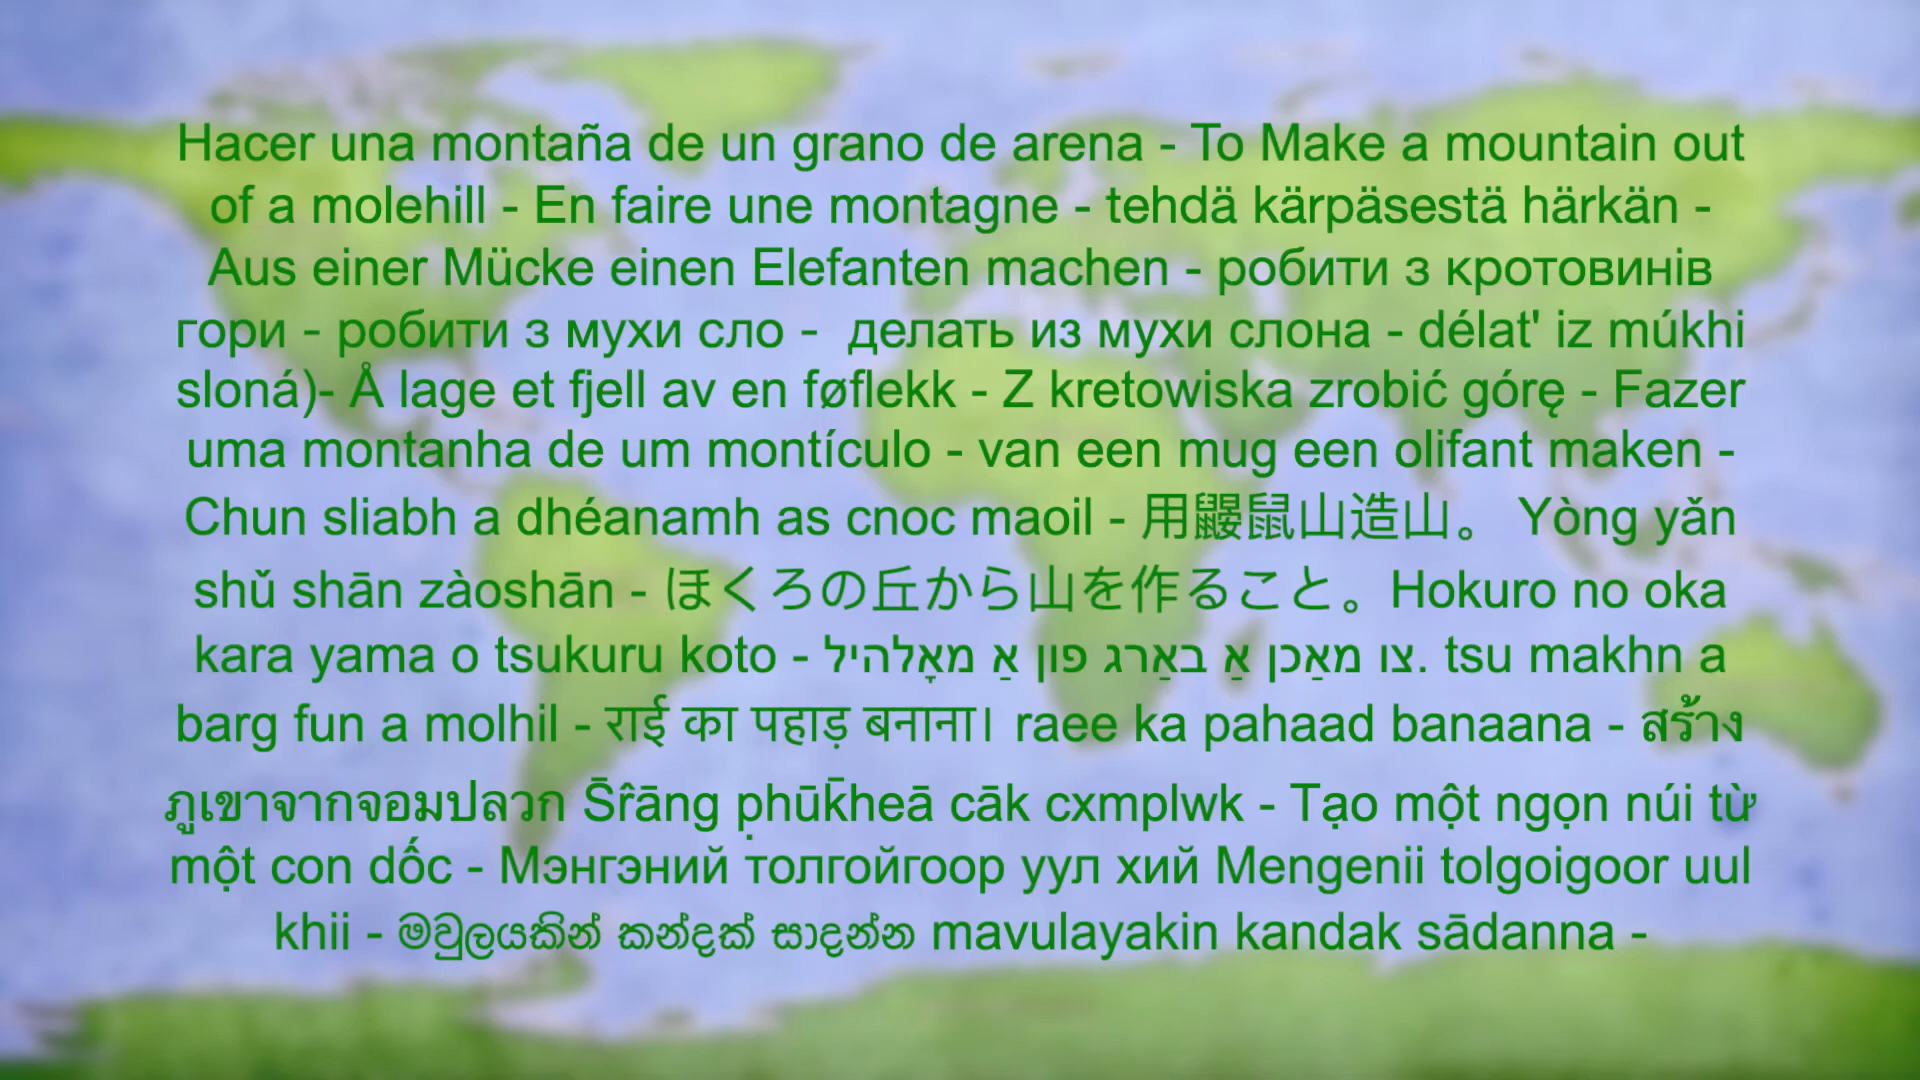 Hacer una montaña de un grano de arena - To Make a mountain out
of a molehill - En faire une montagne - tehdä kärpäsestä härkän -
Aus einer Mücke einen Elefanten machen - робити з кротовинів
гори - робити з мухи сло -  делать из мухи слона - délat' iz múkhi
sloná)- Å lage et fjell av en føflekk - Z kretowiska zrobić górę - Fazer
uma montanha de um montículo - van een mug een olifant maken -
Chun sliabh a dhéanamh as cnoc maoil - 用鼹鼠山造山。 Yòng yǎn
shǔ shān zàoshān - ほくろの丘から山を作ること。Hokuro no oka
kara yama o tsukuru koto - צו מאַכן אַ באַרג פון אַ מאָלהיל. tsu makhn a
barg fun a molhil - राई का पहाड़ बनाना। raee ka pahaad banaana - สร้าง
ภูเขาจากจอมปลวก S̄r̂āng p̣hūk̄heā cāk cxmplwk - Tạo một ngọn núi từ
một con dốc - Мэнгэний толгойгоор уул хий Mengenii tolgoigoor uul
khii - මවුලයකින් කන්දක් සාදන්න mavulayakin kandak sādanna -